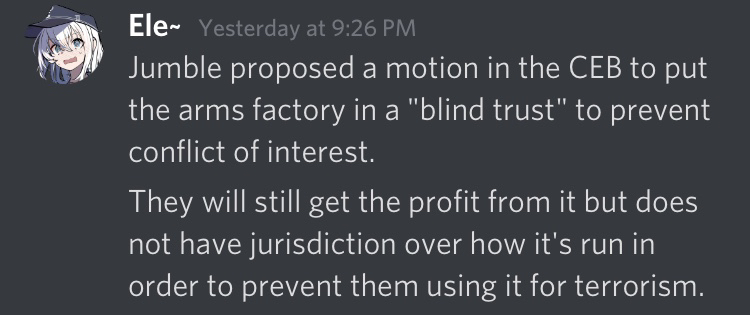 Ele~ Yesterday at 9:26 PM
Jumble proposed a motion in the CEB to put
the arms factory in a "blind trust" to prevent
conflict of interest.
They will still get the profit from it but does
not have jurisdiction over how it's run in
order to prevent them using it for terrorism.